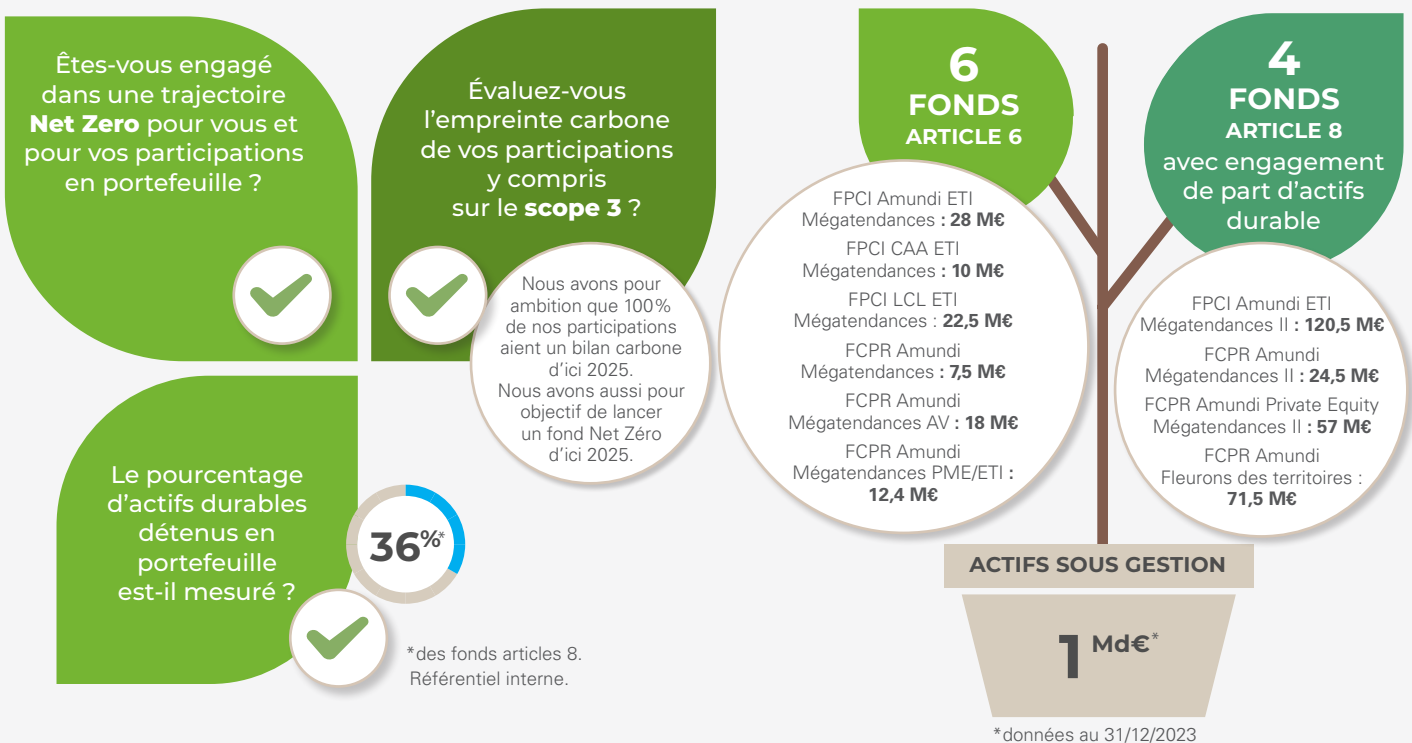 Êtes-vous engagé
dans une trajectoire
Net Zero pour vous et
pour vos participations
en portefeuille ?
Évaluez-vous
l'empreinte carbone
de vos participations
y compris
sur le scope 3 ?
Nous avons pour
ambition que 100%
de nos participations
aient un bilan carbone
d'ici 2025.
Nous avons aussi pour
objectif de lancer
un fond Net Zéro
d'ici 2025.
Le pourcentage
d'actifs durables
détenus en
portefeuille
est-il mesuré ?
36%*
*des fonds articles 8.
Référentiel interne.
6
FONDS
ARTICLE 6
FPCI Amundi ETI
Mégatendances : 28 M€
FPCI CAA ETI
Mégatendances : 10 M€
FPCI LCL ETI
Mégatendances : 22,5 M€
FCPR Amundi
Mégatendances : 7,5 M€
FCPR Amundi
Mégatendances AV : 18 M€
FCPR Amundi
Mégatendances PME/ETI :
12,4 M€
4
FONDS
ARTICLE 8
avec engagement
de part d'actifs
durable
FPCI Amundi ETI
Mégatendances II : 120,5 M€
FCPR Amundi
Mégatendances II : 24,5 M€
FCPR Amundi Private Equity
Mégatendances II : 57 M€
FCPR Amundi
Fleurons des territoires :
71,5 M€
ACTIFS SOUS GESTION
1 Md€*
*données au 31/12/2023